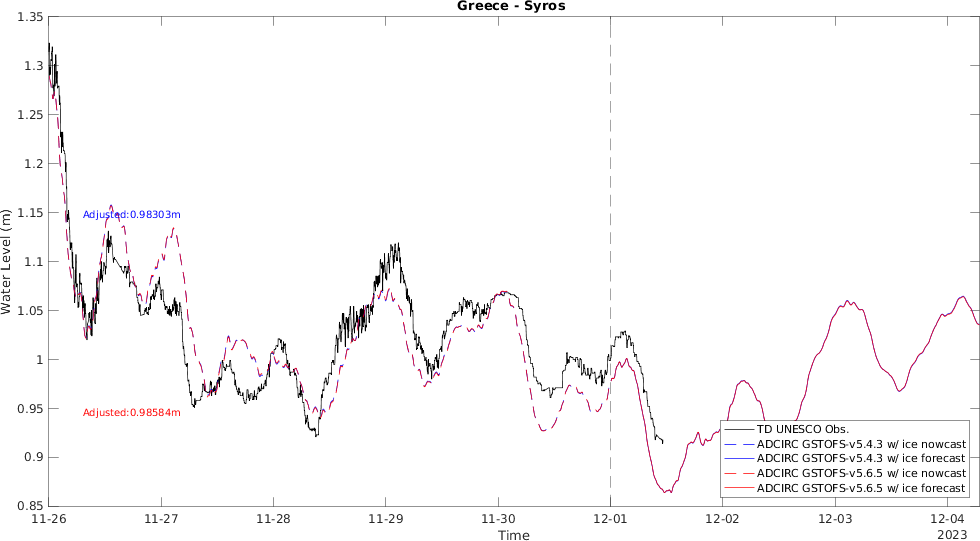 Greece - Syros
1.35
1.3
1.25
1.2
1.15
1.1
1.05
1
0.95
0.9
0.85
Water Level (m)
Adjusted:0.98303m
Adjusted:0.98584m
TD UNESCO Obs.
ADCIRC GSTOFS-v5.4.3 w/ ice nowcast
ADCIRC GSTOFS-v5.4.3 w/ ice forecast
ADCIRC GSTOFS-v5.6.5 w/ ice nowcast
ADCIRC GSTOFS-v5.6.5 w/ ice forecast
11-26 11-27 11-28 11-29 11-30 12-01 12-02 12-03 12-04
Time
2023